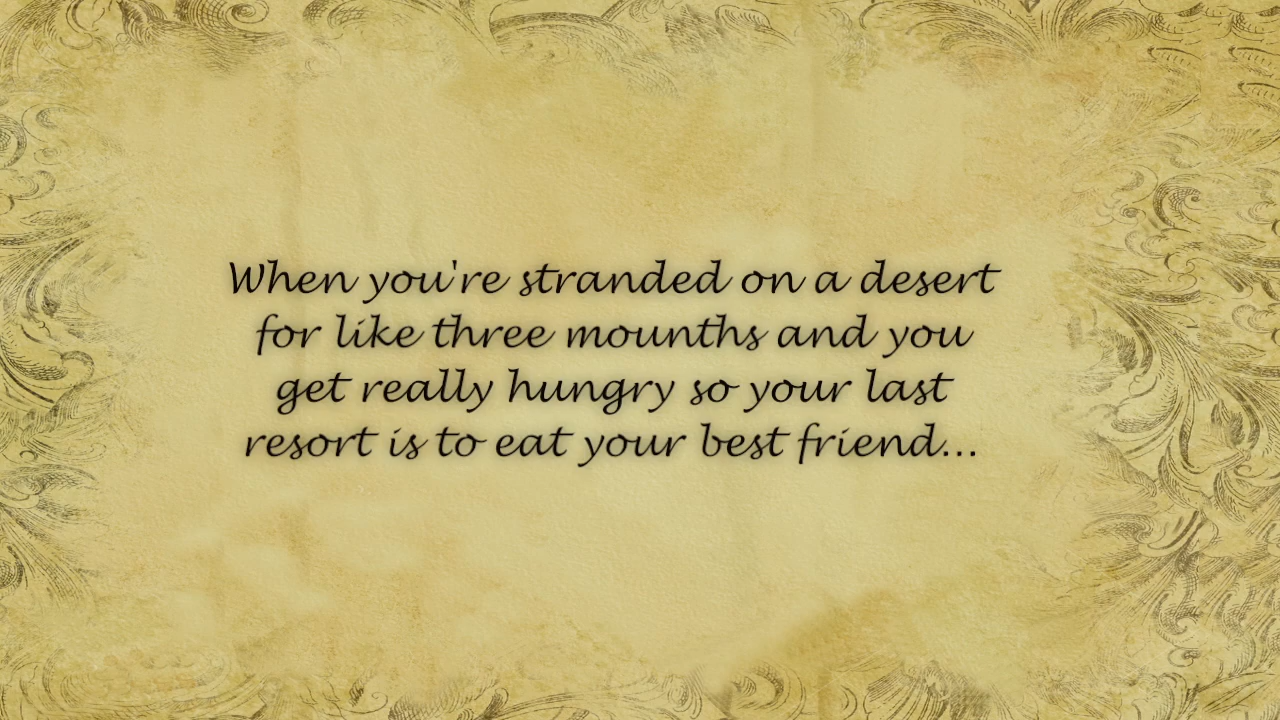 When you're stranded on a desert
for like three mounths and you
get really hungry so your last
resort is to eat your best friend...